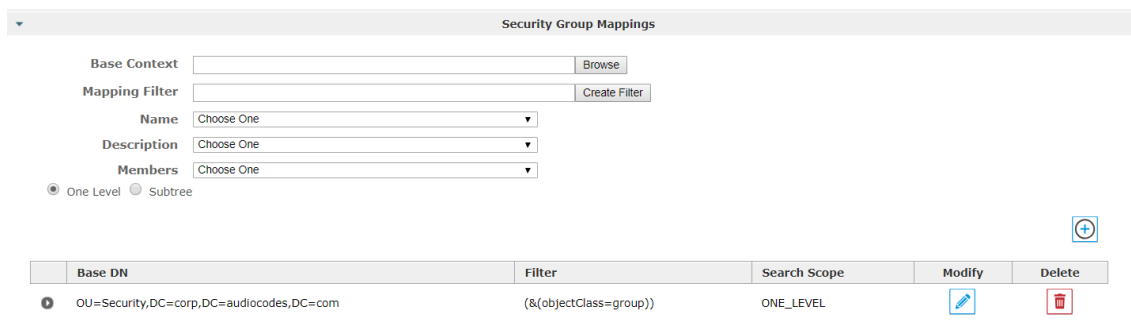 Security Group Mappings
Base Context Browse
Mapping Filter Create Filter
Name Choose One
Description Choose One
Members Choose One
One Level Subtree
Base DN Filter Search Scope Modify Delete
OU=Security,DC=corp,DC=audiocodes,DC=com (&(objectClass=group)) ONE_LEVEL